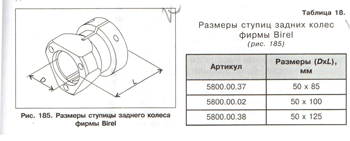 Таблица 18.
Размеры ступиц задних колес
фирмы Birel
(рис. 185)
Артикул
Размеры (DxL),
мм
5800.00.37
50 x 85
5800.00.02
50 x 100
5800.00.38
50 x 125
D
L
Рис. 185. Размеры ступицы заднего колеса
фирмы Birel